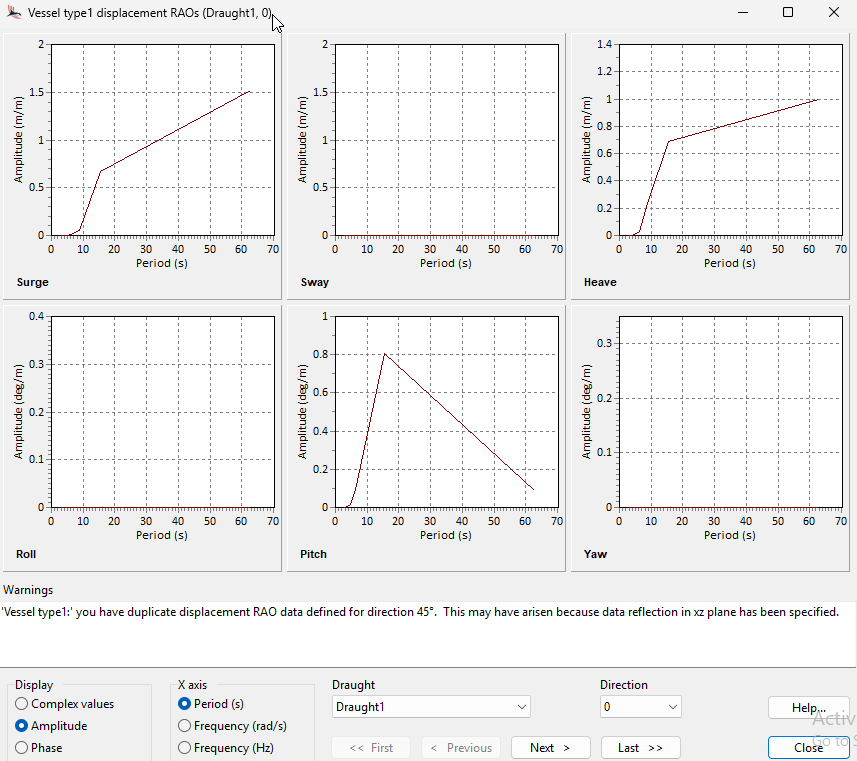 Vessel type1 displacement RAOs (Draught1, 0)
Amplitude (m/m)
2
1.5
1
0.5
0
0 10 20 30 40 50 60 70
Period (s)
Surge
Amplitude (m/m)
2
1.5
1
0.5
0
0 10 20 30 40 50 60 70
Period (s)
Sway
Amplitude (m/m)
1.4
1.2
1
0.8
0.6
0.4
0.2
0
0 10 20 30 40 50 60 70
Period (s)
Heave
Amplitude (deg/m)
0.4
0.3
0.2
0.1
0
0 10 20 30 40 50 60 70
Period (s)
Roll
Amplitude (deg/m)
1
0.8
0.6
0.4
0.2
0
0 10 20 30 40 50 60 70
Period (s)
Pitch
Amplitude (deg/m)
0.3
0.2
0.1
0
0 10 20 30 40 50 60 70
Period (s)
Yaw
Warnings
'Vessel type1:' you have duplicate displacement RAO data defined for direction 45°.  This may have arisen because data reflection in xz plane has been specified.
Display
Complex values
Amplitude
Phase
X axis
Period (s)
Frequency (rad/s)
Frequency (Hz)
Draught
Draught1
Direction
0
<< First
< Previous
Next >
Last >>
Help...
Close
Activ
Go to S